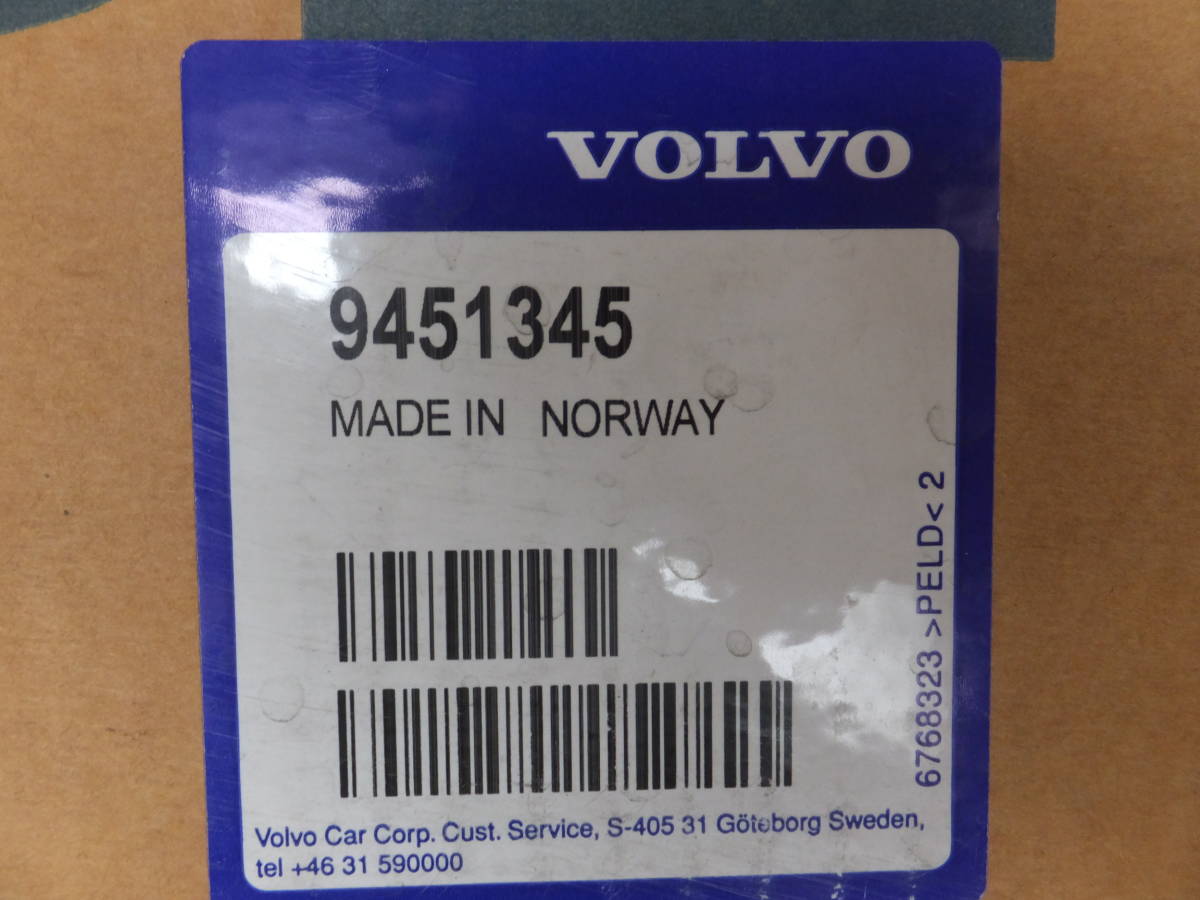 VOLVO
9451345
MADE IN NORWAY
6768323 >PELD< 2
Volvo Car Corp. Cust. Service, S-405 31 Göteborg Sweden,
tel +46 31 590000